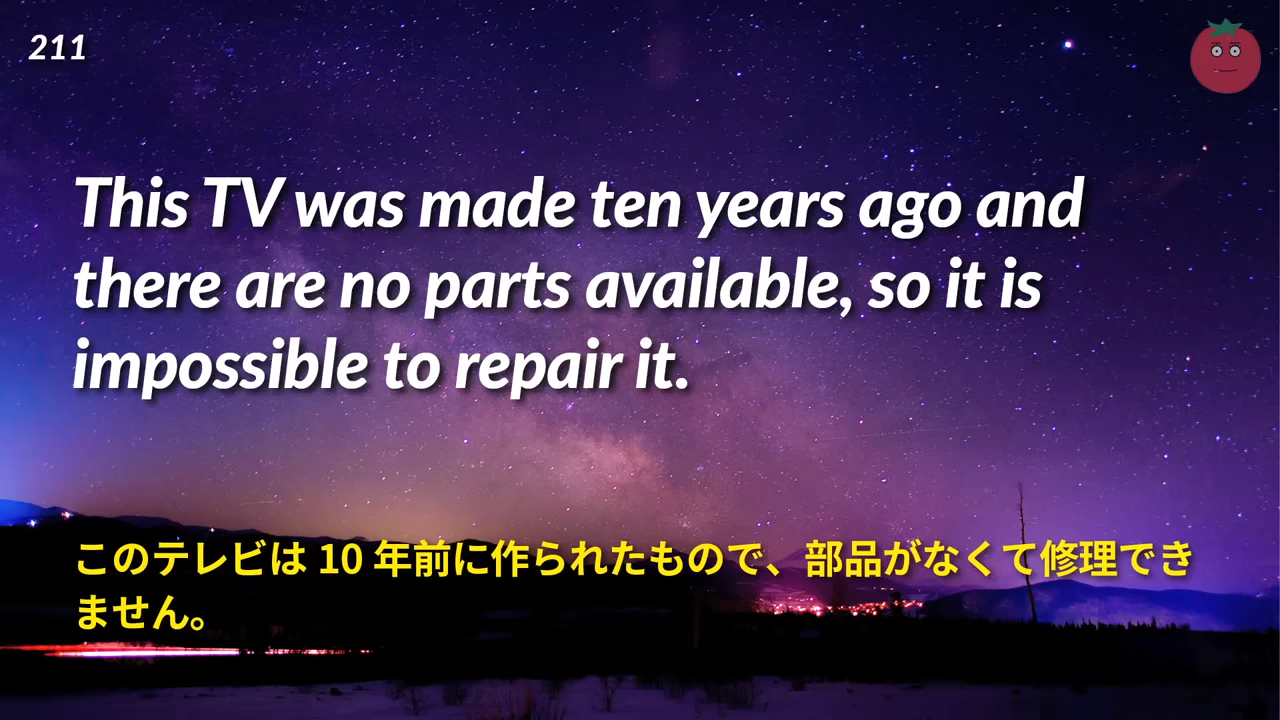 211
This TV was made ten years ago and
there are no parts available, so it is
impossible to repair it.
このテレビは 10 年前に作られたもので、部品がなくて修理でき
ません。